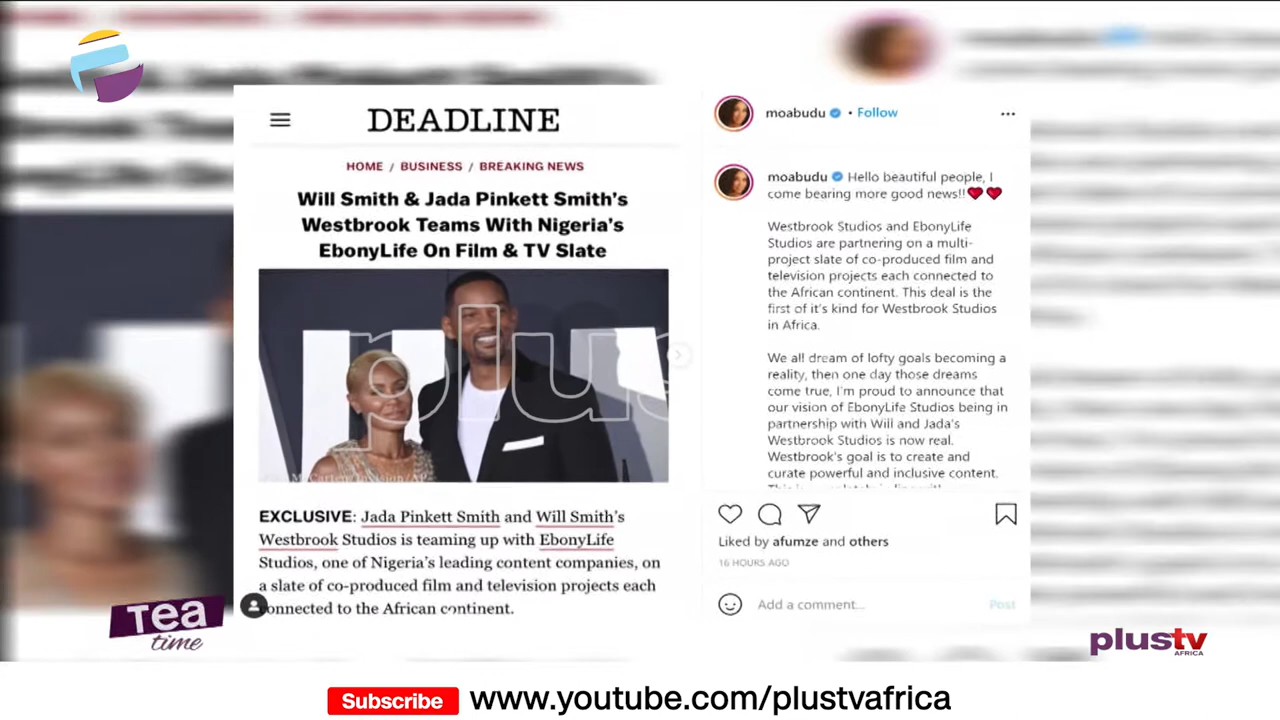 DEADLINE
HOME / BUSINESS / BREAKING NEWS
Will Smith & Jada Pinkett Smith's
Westbrook Teams With Nigeria's
EbonyLife On Film & TV Slate
plus
EXCLUSIVE: Jada Pinkett Smith and Will Smith's
Westbrook Studios is teaming up with EbonyLife
Studios, one of Nigeria's leading content companies, on
a slate of co-produced film and television projects each
connected to the African continent.
moabudu • Follow
moabudu Hello beautiful people, I
come bearing more good news!!
Westbrook Studios and EbonyLife
Studios are partnering on a multi-
project slate of co-produced film and
television projects each connected to
the African continent. This deal is the
first of it's kind for Westbrook Studios
in Africa.
We all dream of lofty goals becoming a
reality, then one day those dreams
come true, I'm proud to announce that
our vision of EbonyLife Studios being in
partnership with Will and Jada's
Westbrook Studios is now real.
Westbrook's goal is to create and
curate powerful and inclusive content.
Liked by afumze and others
16 HOURS AGO
Add a comment... Post
Tea
time
plustv
AFRICA
Subscribe www.youtube.com/plustvafrica